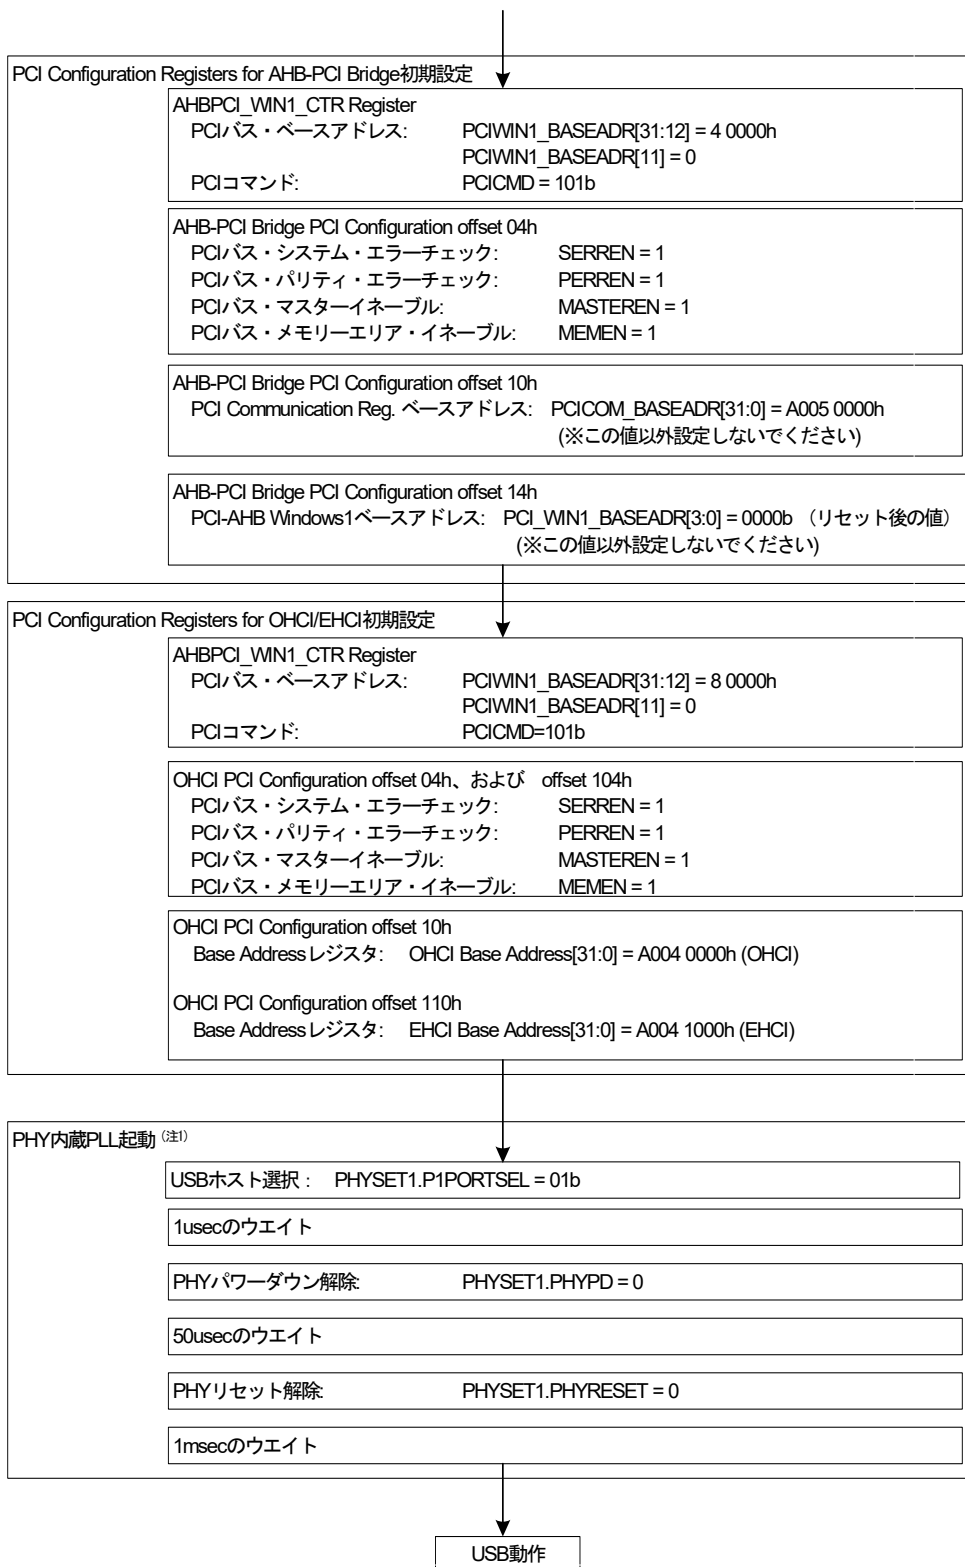 PCI Configuration Registers for AHB-PCI Bridge初期設定
AHBPCI_WIN1_CTR Register
PCIバス・ベースアドレス: PCIWIN1_BASEADR[31:12] = 4 0000h
PCIWIN1_BASEADR[11] = 0
PCIコマンド: PCICMD = 101b
AHB-PCI Bridge PCI Configuration offset 04h
PCIバス・システム・エラーチェック: SERREN = 1
PCIバス・パリティ・エラーチェック: PERREN = 1
PCIバス・マスターイネーブル: MASTEREN = 1
PCIバス・メモリーエリア・イネーブル: MEMEN = 1
AHB-PCI Bridge PCI Configuration offset 10h
PCI Communication Reg. ベースアドレス: PCICOM_BASEADR[31:0] = A005 0000h
(※この値以外設定しないでください)
AHB-PCI Bridge PCI Configuration offset 14h
PCI-AHB Windows1ベースアドレス: PCI_WIN1_BASEADR[3:0] = 0000b （リセット後の値）
(※この値以外設定しないでください)
PCI Configuration Registers for OHCI/EHCI初期設定
AHBPCI_WIN1_CTR Register
PCIバス・ベースアドレス: PCIWIN1_BASEADR[31:12] = 8 0000h
PCIWIN1_BASEADR[11] = 0
PCIコマンド: PCICMD=101b
OHCI PCI Configuration offset 04h、および offset 104h
PCIバス・システム・エラーチェック: SERREN = 1
PCIバス・パリティ・エラーチェック: PERREN = 1
PCIバス・マスターイネーブル: MASTEREN = 1
PCIバス・メモリーエリア・イネーブル: MEMEN = 1
OHCI PCI Configuration offset 10h
Base Addressレジスタ: OHCI Base Address[31:0] = A004 0000h (OHCI)
OHCI PCI Configuration offset 110h
Base Addressレジスタ: EHCI Base Address[31:0] = A004 1000h (EHCI)
PHY内蔵PLL起動 (注1)
USBホスト選択： PHYSET1.P1PORTSEL = 01b
1usecのウエイト
PHYパワーダウン解除: PHYSET1.PHYPD = 0
50usecのウエイト
PHYリセット解除: PHYSET1.PHYRESET = 0
1msecのウエイト
USB動作